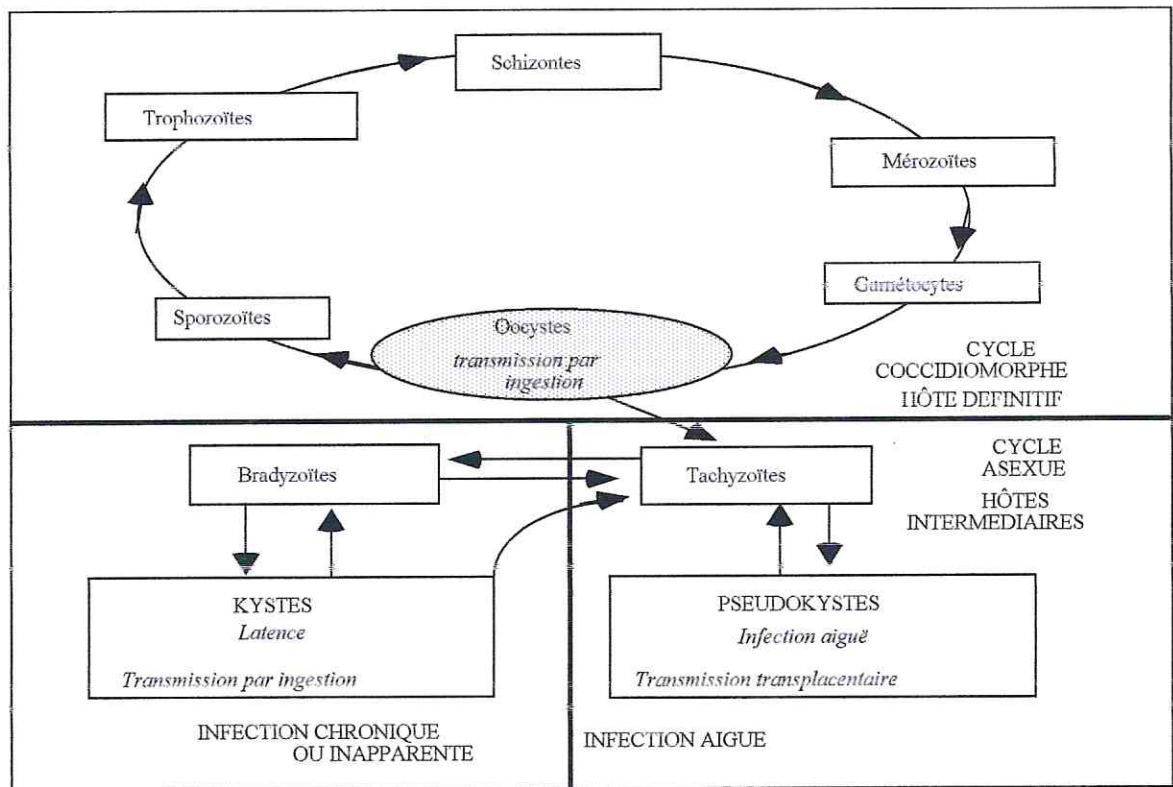 Schizontes
Trophozoïtes
Mérozoïtes
Gamétocytes
Sporozoïtes
Oocystes
transmission par
ingestion
CYCLE
COCCIDIOMORPHE
HÔTE DEFINITIF
Bradyzoïtes
Tachyzoïtes
CYCLE
ASEXUE
HÔTES
INTERMEDIAIRES
KYSTES
Latence
Transmission par ingestion
PSEUDOKYSTES
Infection aiguë
Transmission transplacentaire
INFECTION CHRONIQUE
OU INAPPARENTE
INFECTION AIGUE